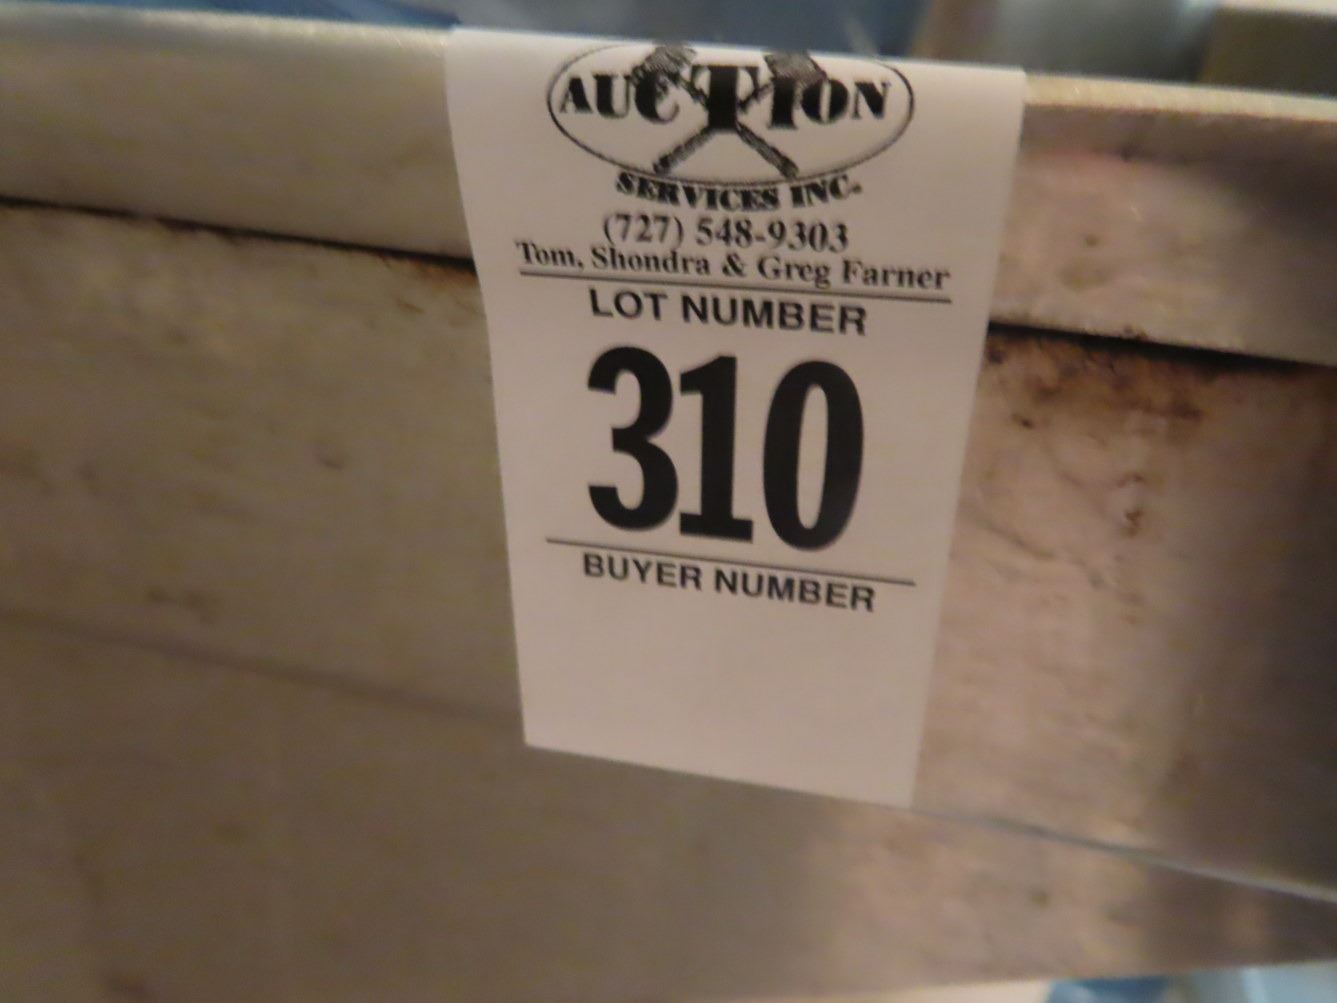 AUCTION
SERVICES INC.
(727) 548-9303
Tom, Shondra & Greg Farner
LOT NUMBER
310
BUYER NUMBER